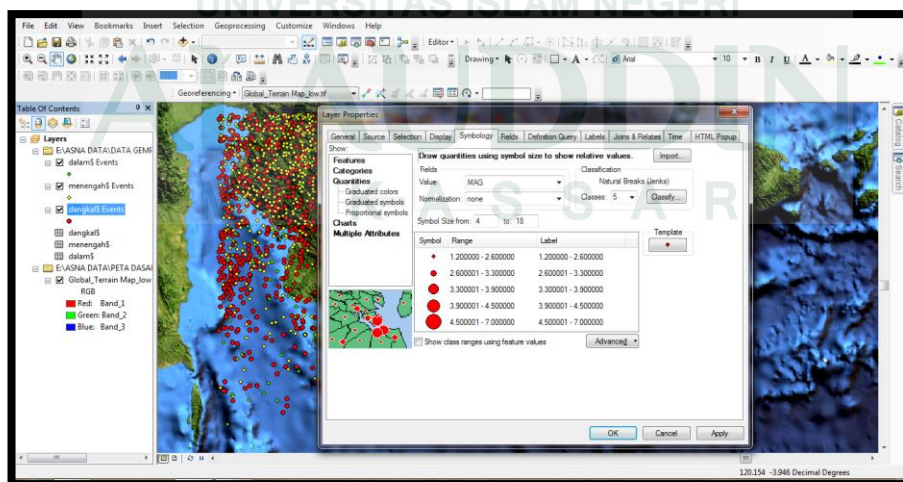 UNIVERSITAS ISLAM NEGERI
File Edit View Bookmarks Insert Selection Geoprocessing Customize Windows Help
Editor
Drawing Arial 10 B I U A
Georeferencing Global_Terrain Map_low.tif
Table Of Contents
Layers
E:\ASNA DATA\DATA GEMP
dalam$ Events
menengah$ Events
dangkal$ Events
dangkal$
menengah$
dalam$
E:\ASNA DATA\PETA DASAI
Global_Terrain Map_low
RGB
Red: Band_1
Green: Band_2
Blue: Band_3
Layer Properties
General Source Selection Display Symbology Fields Definition Query Labels Joins & Relates Time HTML Popup
Show:
Features
Categories
Quantities
Graduated colors
Graduated symbols
Proportional symbols
Charts
Multiple Attributes
Draw quantities using symbol size to show relative values. Import...
Fields Classification
Value: MAG Natural Breaks (Jenks)
Normalization: none Classes: 5 Classify...
Symbol Size from: 4 to: 18
Template
Symbol Range Label
1.200000 - 2.600000 1.200000 - 2.600000
2.600001 - 3.300000 2.600001 - 3.300000
3.300001 - 3.900000 3.300001 - 3.900000
3.900001 - 4.500000 3.900001 - 4.500000
4.500001 - 7.000000 4.500001 - 7.000000
Show class ranges using feature values Advanced
OK Cancel Apply
Catalog
Search
120.154 -3.946 Decimal Degrees